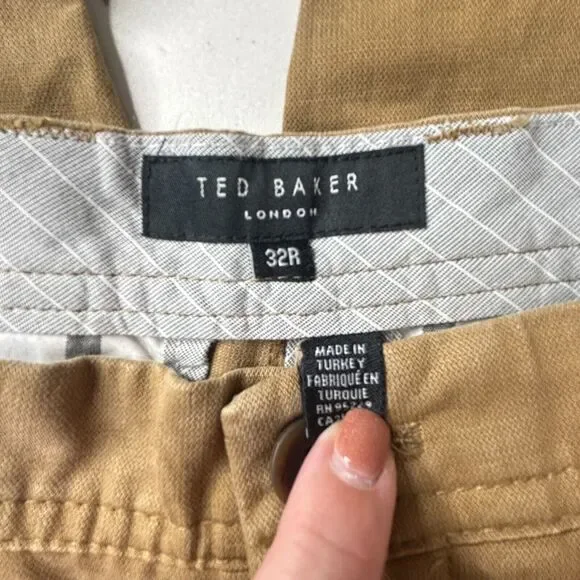 TED BAKER
LONDON
32R
MADE IN
TURKEY
FABRIQUÉ EN
TURQUIE